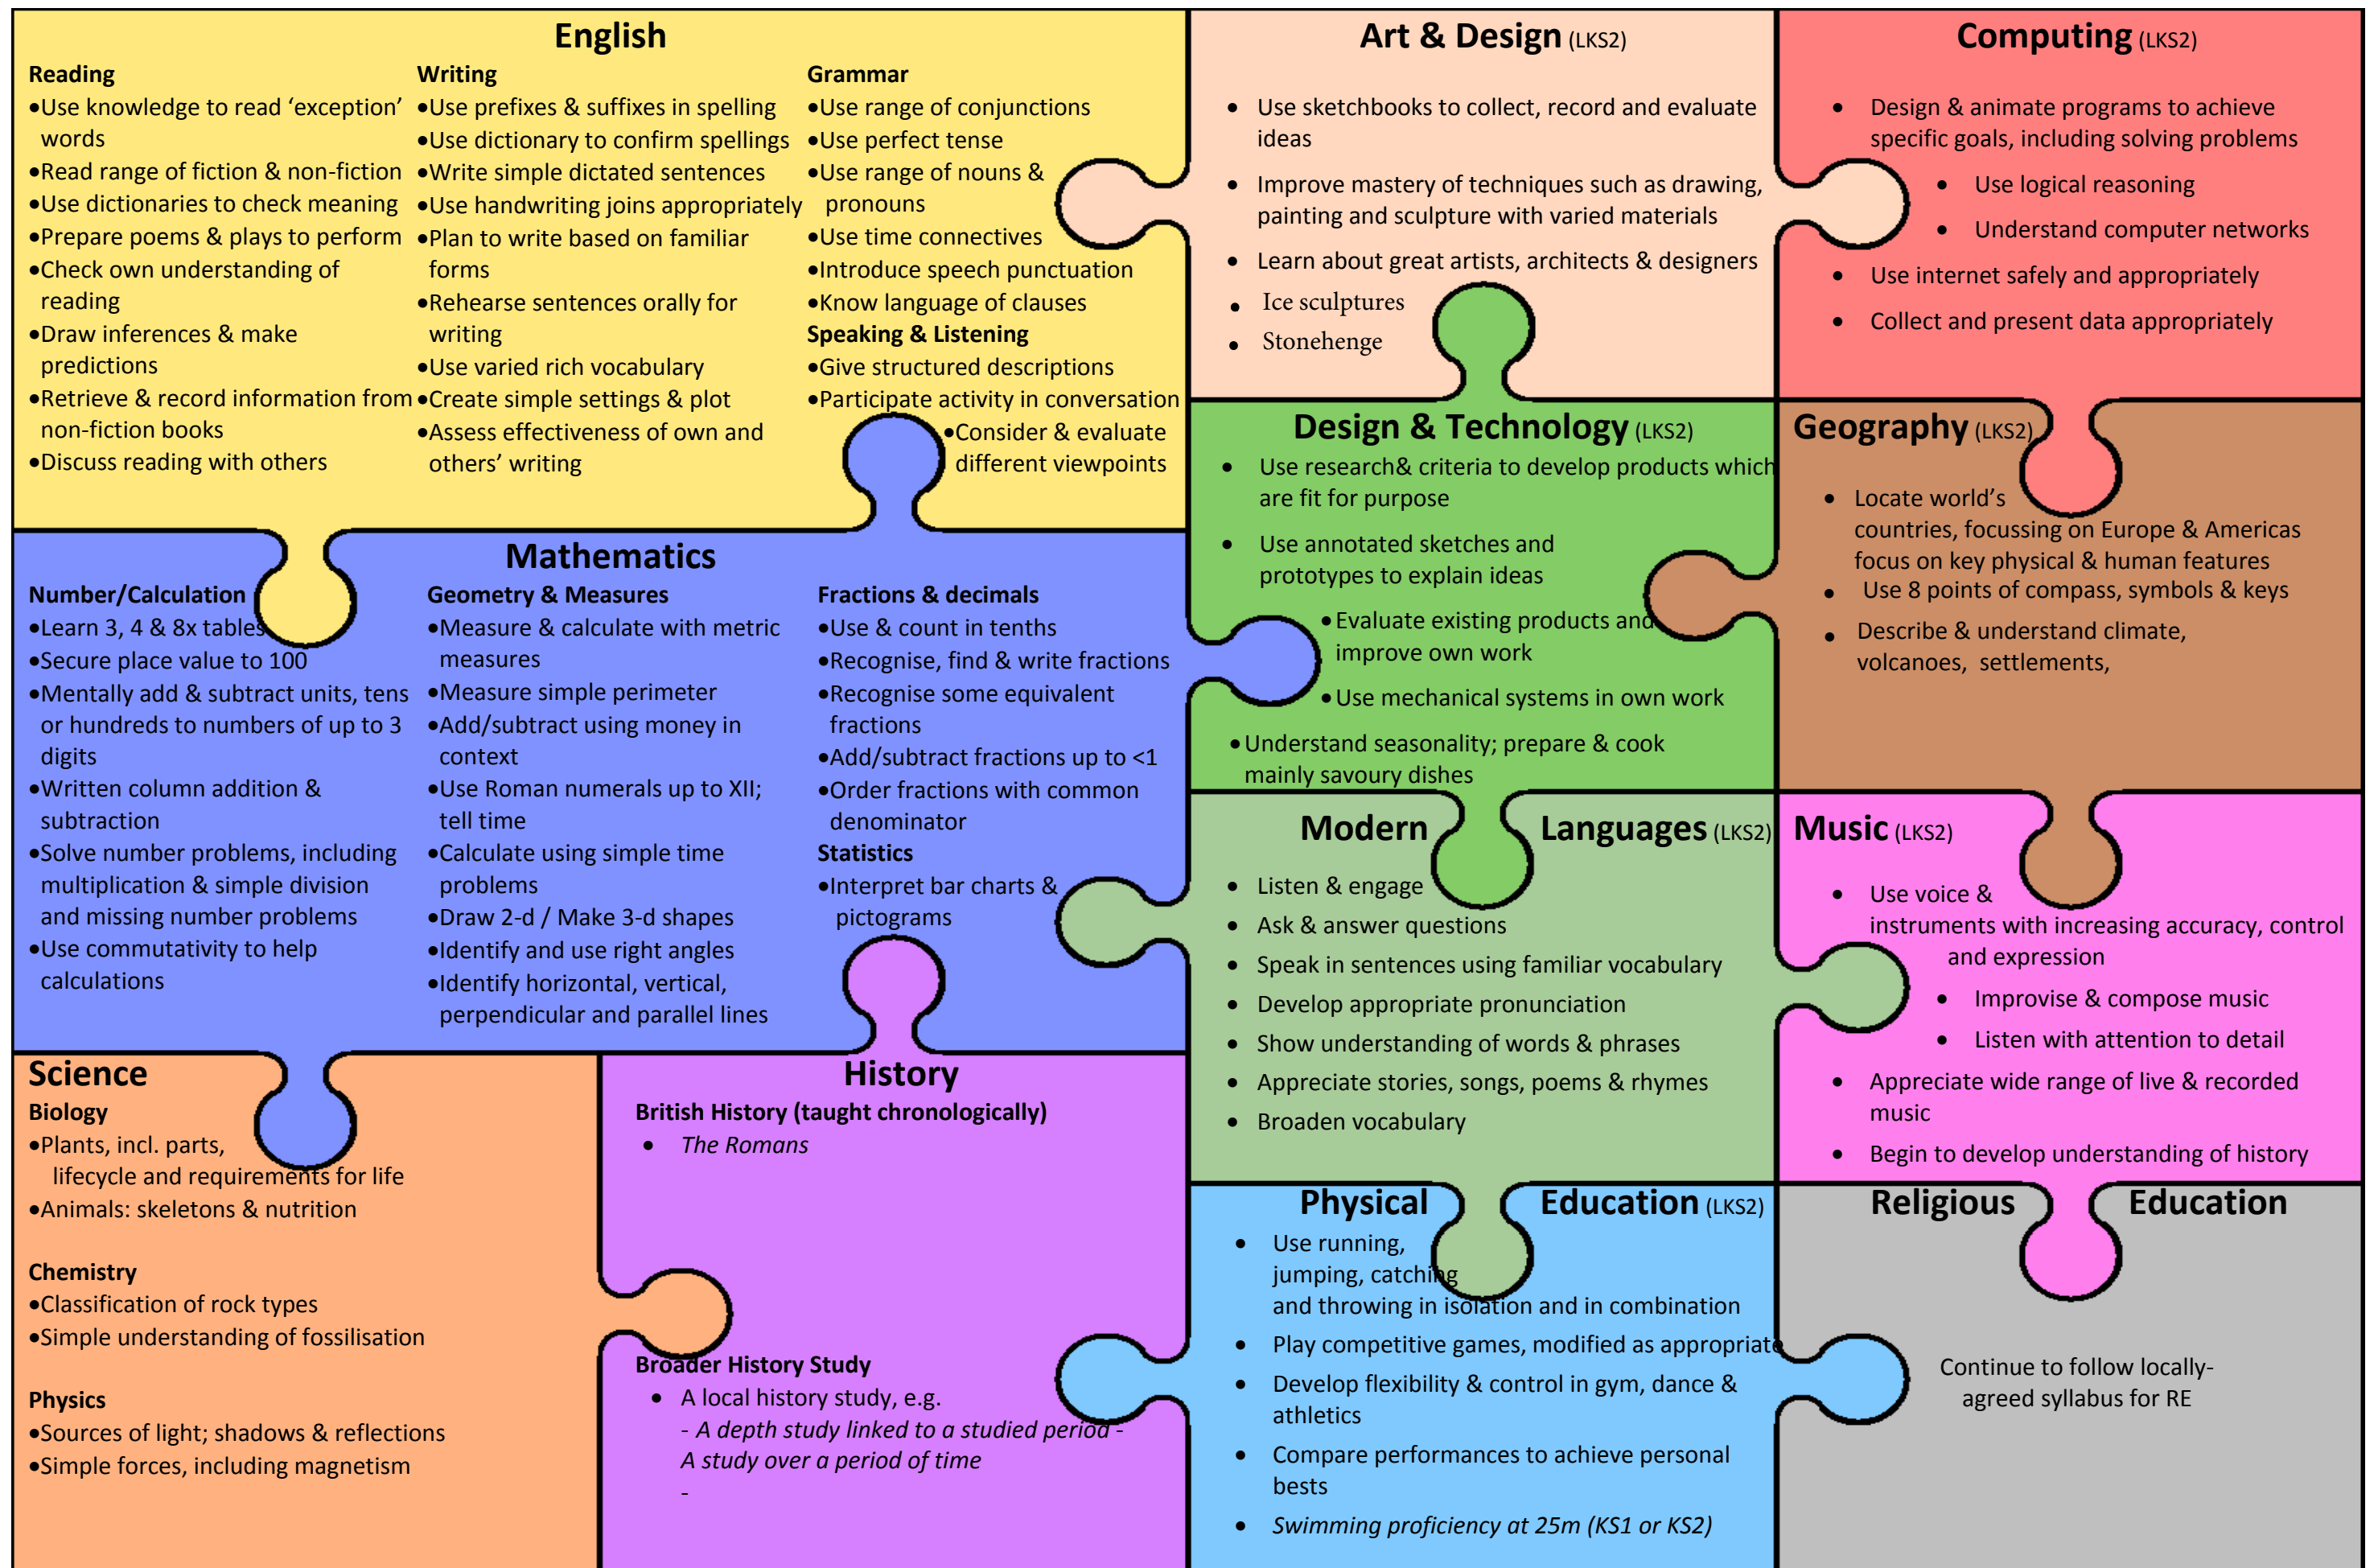 English
Reading
•Use knowledge to read ‘exception’
words
•Read range of fiction & non-fiction
•Use dictionaries to check meaning
•Prepare poems & plays to perform
•Check own understanding of
reading
•Draw inferences & make
predictions
•Retrieve & record information from
non-fiction books
•Discuss reading with others
Writing
•Use prefixes & suffixes in spelling
•Use dictionary to confirm spellings
•Write simple dictated sentences
•Use handwriting joins appropriately
•Plan to write based on familiar
forms
•Rehearse sentences orally for
writing
•Use varied rich vocabulary
•Create simple settings & plot
•Assess effectiveness of own and
others’ writing
Grammar
•Use range of conjunctions
•Use perfect tense
•Use range of nouns &
pronouns
•Use time connectives
•Introduce speech punctuation
•Know language of clauses
Speaking & Listening
•Give structured descriptions
•Participate activity in conversation
•Consider & evaluate
different viewpoints
Art & Design (LKS2)
• Use sketchbooks to collect, record and evaluate
ideas
• Improve mastery of techniques such as drawing,
painting and sculpture with varied materials
• Learn about great artists, architects & designers
• Ice sculptures
• Stonehenge
Computing (LKS2)
• Design & animate programs to achieve
specific goals, including solving problems
• Use logical reasoning
• Understand computer networks
• Use internet safely and appropriately
• Collect and present data appropriately
Mathematics
Number/Calculation
•Learn 3, 4 & 8x tables
•Secure place value to 100
•Mentally add & subtract units, tens
or hundreds to numbers of up to 3
digits
•Written column addition &
subtraction
•Solve number problems, including
multiplication & simple division
and missing number problems
•Use commutativity to help
calculations
Geometry & Measures
•Measure & calculate with metric
measures
•Measure simple perimeter
•Add/subtract using money in
context
•Use Roman numerals up to XII;
tell time
•Calculate using simple time
problems
•Draw 2-d / Make 3-d shapes
•Identify and use right angles
•Identify horizontal, vertical,
perpendicular and parallel lines
Fractions & decimals
•Use & count in tenths
•Recognise, find & write fractions
•Recognise some equivalent
fractions
•Add/subtract fractions up to <1
•Order fractions with common
denominator
Statistics
•Interpret bar charts &
pictograms
Design & Technology (LKS2)
• Use research& criteria to develop products which
are fit for purpose
• Use annotated sketches and
prototypes to explain ideas
•Evaluate existing products and
improve own work
•Use mechanical systems in own work
•Understand seasonality; prepare & cook
mainly savoury dishes
Geography (LKS2)
• Locate world’s
countries, focussing on Europe & Americas
focus on key physical & human features
• Use 8 points of compass, symbols & keys
• Describe & understand climate,
volcanoes, settlements,
Modern Languages (LKS2)
• Listen & engage
• Ask & answer questions
• Speak in sentences using familiar vocabulary
• Develop appropriate pronunciation
• Show understanding of words & phrases
• Appreciate stories, songs, poems & rhymes
• Broaden vocabulary
Music (LKS2)
• Use voice &
instruments with increasing accuracy, control
and expression
• Improvise & compose music
• Listen with attention to detail
• Appreciate wide range of live & recorded
music
• Begin to develop understanding of history
Science
Biology
•Plants, incl. parts,
lifecycle and requirements for life
•Animals: skeletons & nutrition
Chemistry
•Classification of rock types
•Simple understanding of fossilisation
Physics
•Sources of light; shadows & reflections
•Simple forces, including magnetism
History
British History (taught chronologically)
• The Romans
Broader History Study
• A local history study, e.g.
- A depth study linked to a studied period -
A study over a period of time
-
Physical Education (LKS2)
• Use running,
jumping, catching
and throwing in isolation and in combination
• Play competitive games, modified as appropriate
• Develop flexibility & control in gym, dance &
athletics
• Compare performances to achieve personal
bests
• Swimming proficiency at 25m (KS1 or KS2)
Religious Education
Continue to follow locally-
agreed syllabus for RE